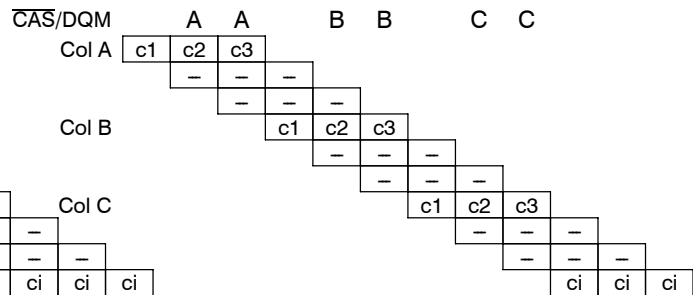 CAS/DQM A A B B C C
Col A c1 c2 c3
– – –
– – –
Col B c1 c2 c3
– – –
– – –
Col C c1 c2 c3
– – – –
– – – – –
ci ci ci ci ci ci